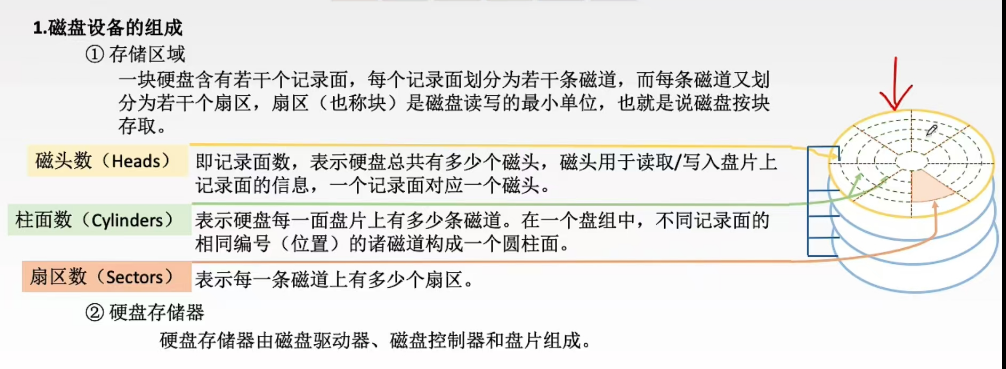 1.磁盘设备的组成
① 存储区域
一块硬盘含有若干个记录面，每个记录面划分为若干条磁道，而每条磁道又划
分为若干个扇区，扇区（也称块）是磁盘读写的最小单位，也就是说磁盘按块
存取。
磁头数（Heads）
即记录面数，表示硬盘总共有多少个磁头，磁头用于读取/写入盘片上
记录面的信息，一个记录面对应一个磁头。
柱面数（Cylinders）
表示硬盘每一面盘片上有多少条磁道。在一个盘组中，不同记录面的
相同编号（位置）的诸磁道构成一个圆柱面。
扇区数（Sectors）
表示每一条磁道上有多少个扇区。
② 硬盘存储器
硬盘存储器由磁盘驱动器、磁盘控制器和盘片组成。